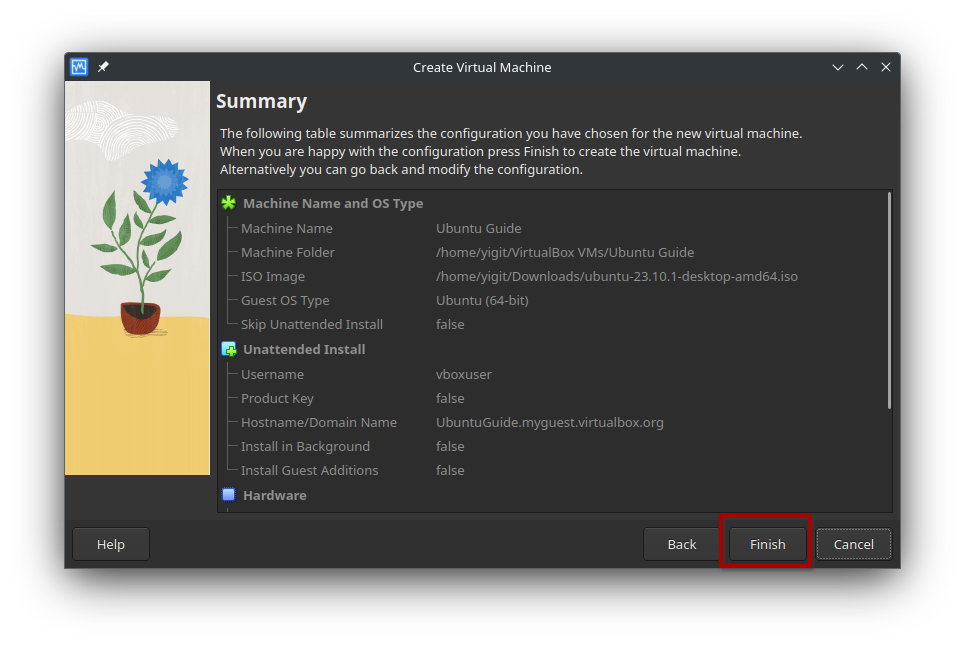 Create Virtual Machine
Summary
The following table summarizes the configuration you have chosen for the new virtual machine.
When you are happy with the configuration press Finish to create the virtual machine.
Alternatively you can go back and modify the configuration.
Machine Name and OS Type
Machine Name Ubuntu Guide
Machine Folder /home/yigit/VirtualBox VMs/Ubuntu Guide
ISO Image /home/yigit/Downloads/ubuntu-23.10.1-desktop-amd64.iso
Guest OS Type Ubuntu (64-bit)
Skip Unattended Install false
Unattended Install
Username vboxuser
Product Key false
Hostname/Domain Name UbuntuGuide.myguest.virtualbox.org
Install in Background false
Install Guest Additions false
Hardware
Help Back Finish Cancel